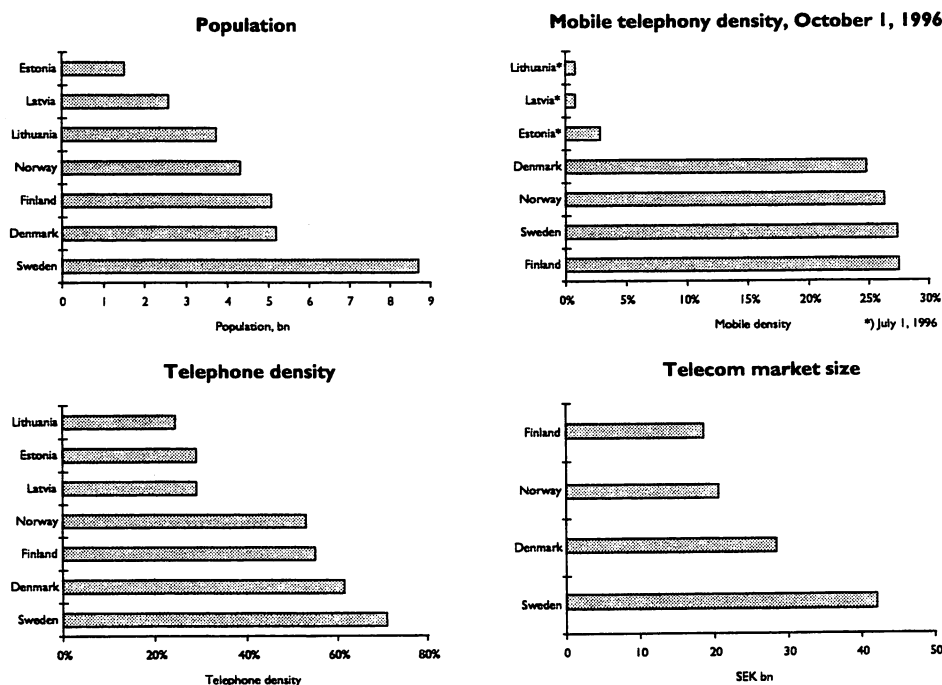 Population
Estonia
Latvia
Lithuania
Norway
Finland
Denmark
Sweden
0 1 2 3 4 5 6 7 8 9
Population, bn
Mobile telephony density, October 1, 1996
Lithuania*
Latvia*
Estonia*
Denmark
Norway
Sweden
Finland
0% 5% 10% 15% 20% 25% 30%
Mobile density *) July 1, 1996
Telephone density
Lithuania
Estonia
Latvia
Norway
Finland
Denmark
Sweden
0% 20% 40% 60% 80%
Telephone density
Telecom market size
Finland
Norway
Denmark
Sweden
0 10 20 30 40 50
SEK bn